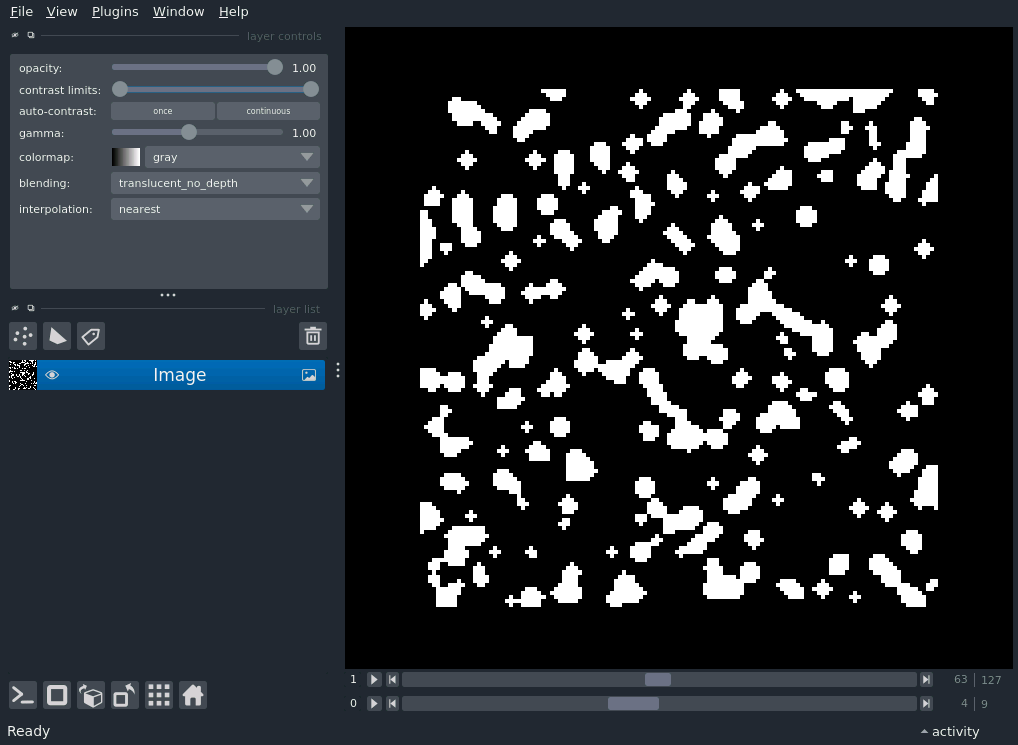 File View Plugins Window Help
layer controls
opacity: 1.00
contrast limits:
auto-contrast: once continuous
gamma: 1.00
colormap: gray
blending: translucent_no_depth
interpolation: nearest
layer list
Image
1 63 127
0 4 9
Ready activity